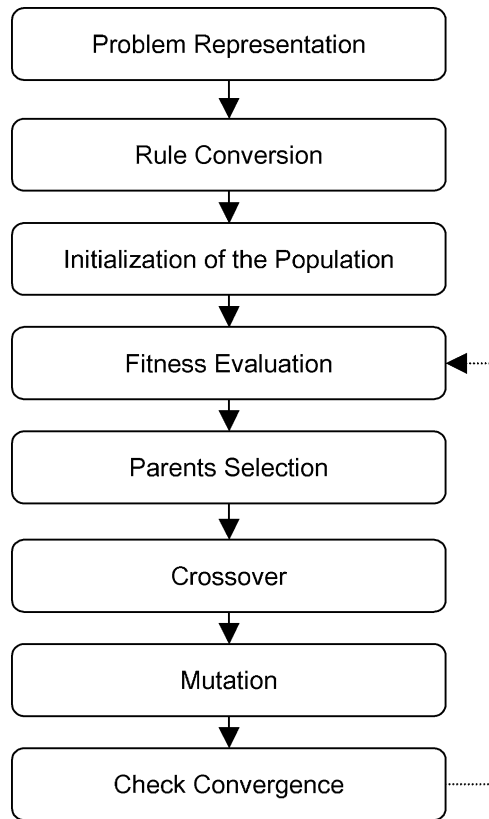 Problem Representation
Rule Conversion
Initialization of the Population
Fitness Evaluation
Parents Selection
Crossover
Mutation
Check Convergence